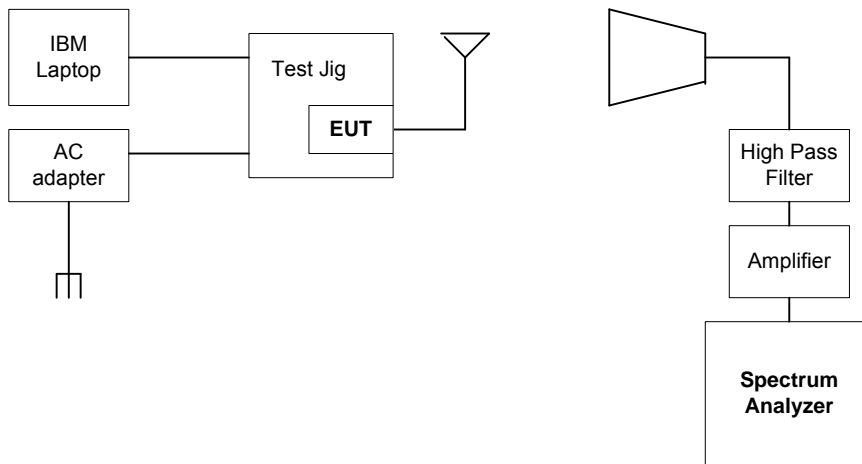 IBM
Laptop
Test Jig
EUT
AC
adapter
High Pass
Filter
Amplifier
Spectrum
Analyzer